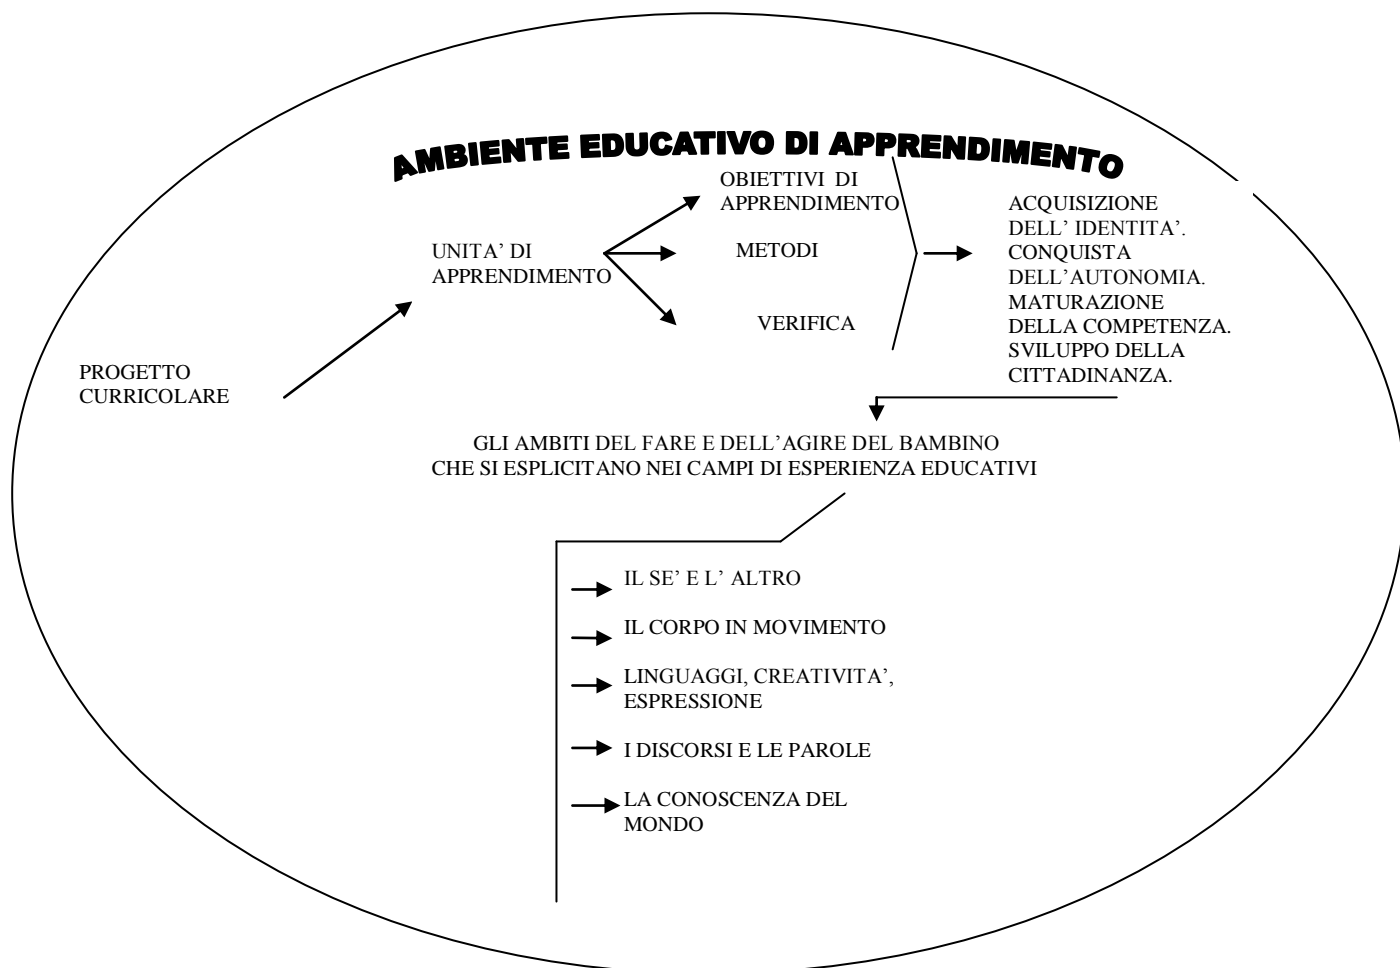 AMBIENTE EDUCATIVO DI APPRENDIMENTO
PROGETTO
CURRICOLARE
UNITA’ DI
APPRENDIMENTO
OBIETTIVI DI
APPRENDIMENTO
METODI
VERIFICA
ACQUISIZIONE
DELL’ IDENTITA’.
CONQUISTA
DELL’AUTONOMIA.
MATURAZIONE
DELLA COMPETENZA.
SVILUPPO DELLA
CITTADINANZA.
GLI AMBITI DEL FARE E DELL’AGIRE DEL BAMBINO
CHE SI ESPLICITANO NEI CAMPI DI ESPERIENZA EDUCATIVI
IL SE’ E L’ ALTRO
IL CORPO IN MOVIMENTO
LINGUAGGI, CREATIVITA’,
ESPRESSIONE
I DISCORSI E LE PAROLE
LA CONOSCENZA DEL
MONDO